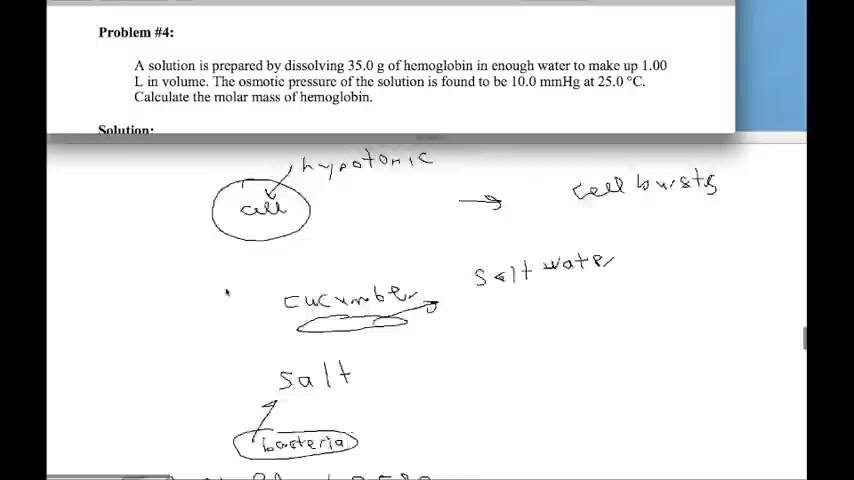 Problem #4:
A solution is prepared by dissolving 35.0 g of hemoglobin in enough water to make up 1.00
L in volume. The osmotic pressure of the solution is found to be 10.0 mmHg at 25.0 °C.
Calculate the molar mass of hemoglobin.
Solution:
hypotonic
cell
cell bursts
salt water
cucumber
salt
bacteria